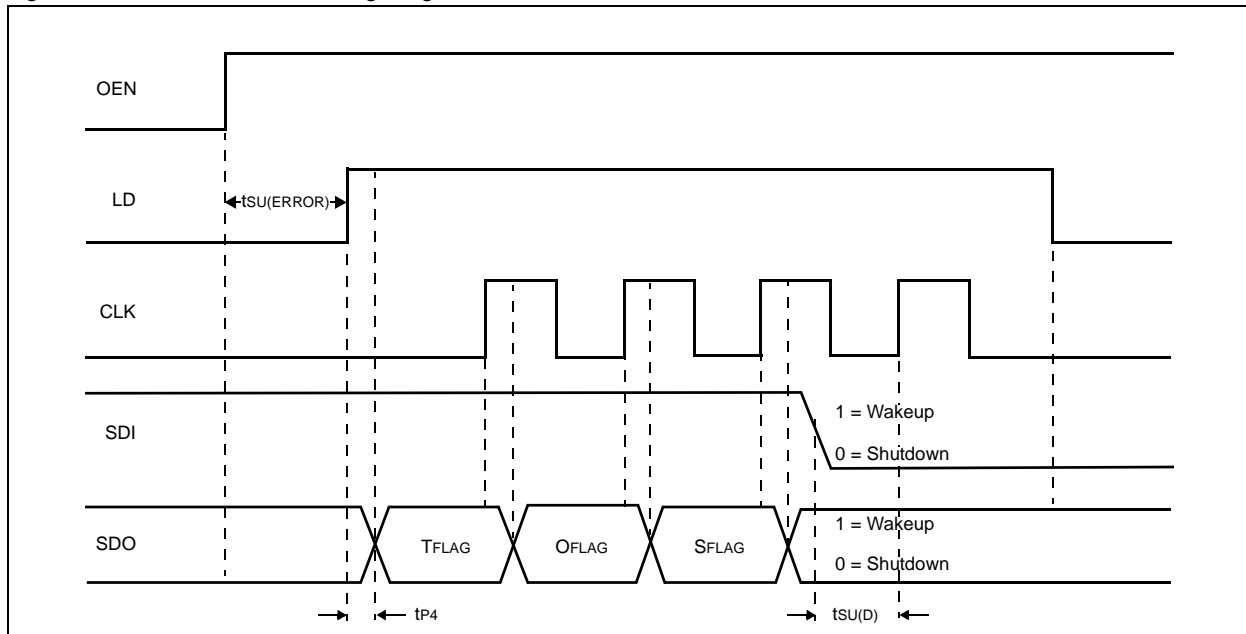 OEN
LD
tSU(ERROR)
CLK
SDI
1 = Wakeup
0 = Shutdown
SDO
TFLAG
OFLAG
SFLAG
1 = Wakeup
0 = Shutdown
tP4
tSU(D)